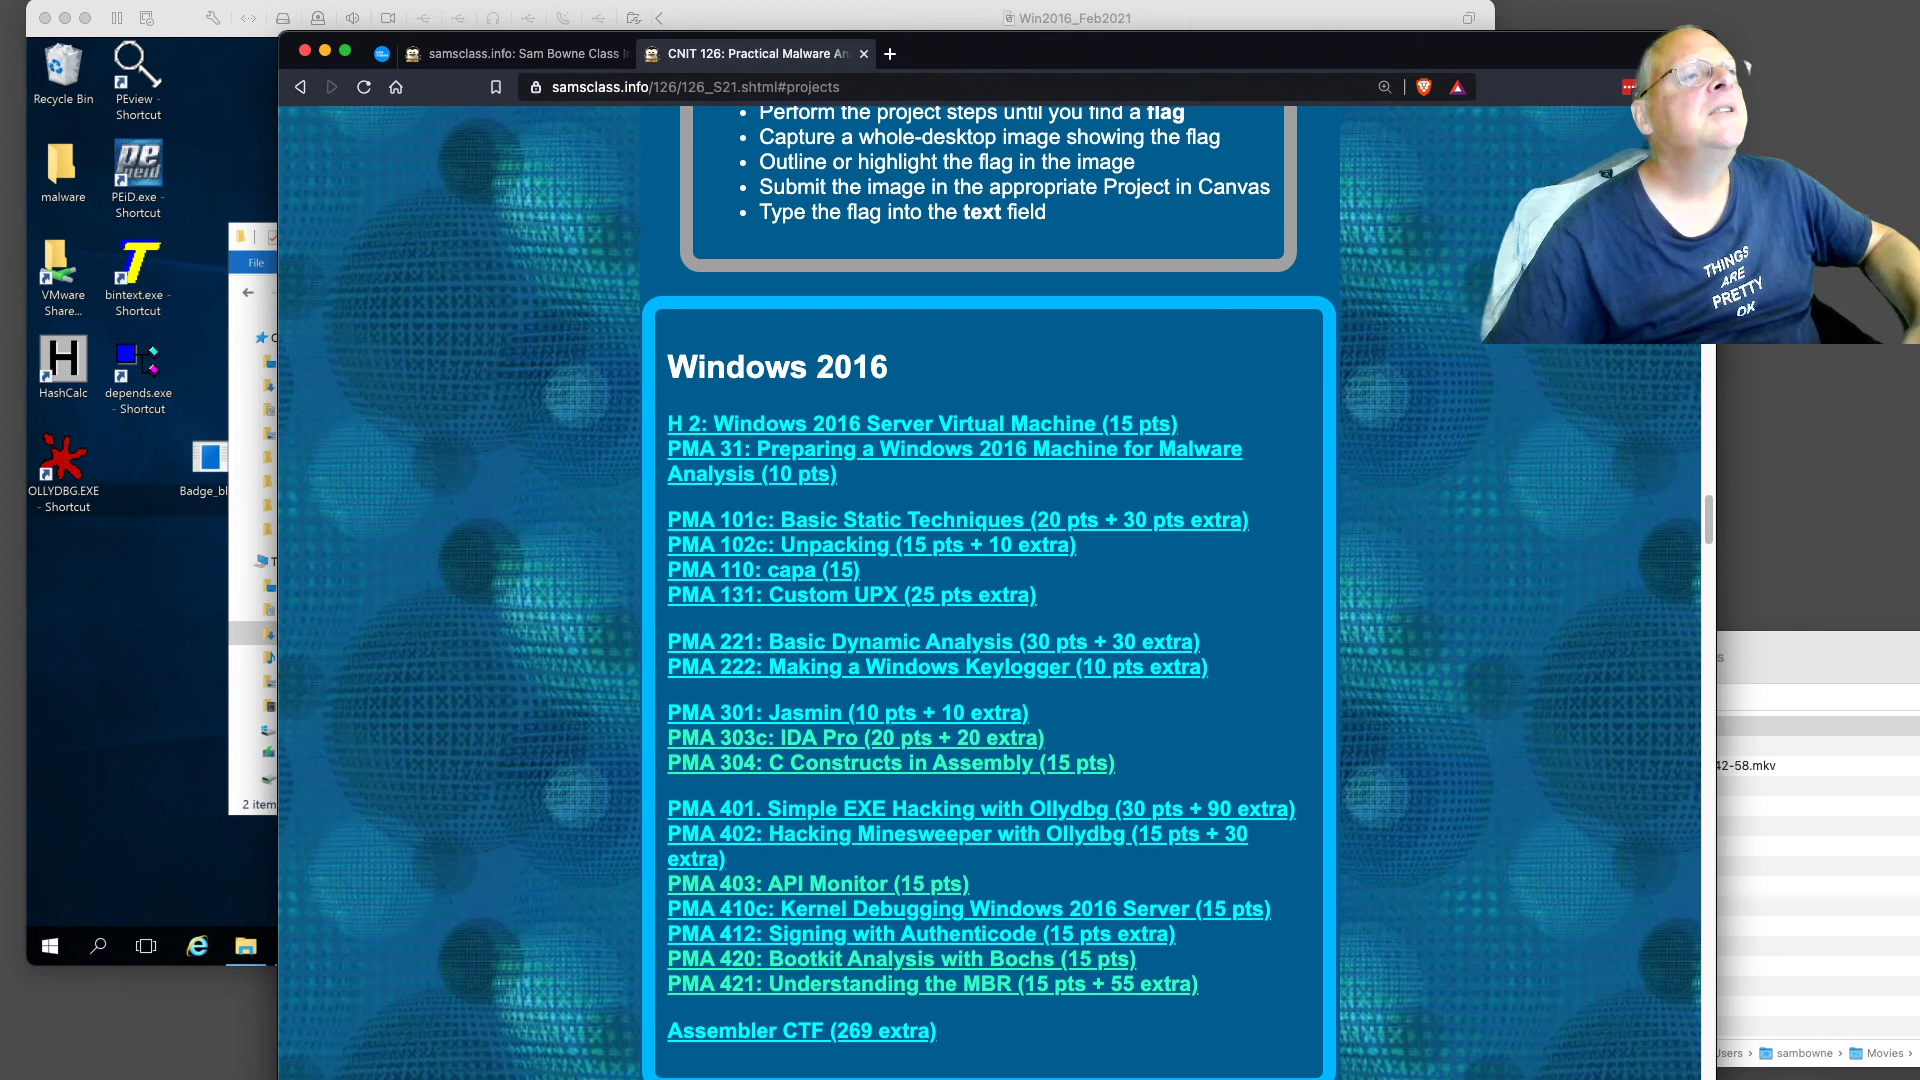 Win2016_Feb2021
samsclass.info: Sam Bowne Class In
CNIT 126: Practical Malware An
samsclass.info/126/126_S21.shtml#projects
Recycle Bin
PEview -
Shortcut
malware
PEiD.exe -
Shortcut
VMware
Share...
bintext.exe -
Shortcut
HashCalc
depends.exe
- Shortcut
OLLYDBG.EXE
- Shortcut
Badge_bl
File
2 item
Perform the project steps until you find a flag
Capture a whole-desktop image showing the flag
Outline or highlight the flag in the image
Submit the image in the appropriate Project in Canvas
Type the flag into the text field
Windows 2016
H 2: Windows 2016 Server Virtual Machine (15 pts)
PMA 31: Preparing a Windows 2016 Machine for Malware
Analysis (10 pts)
PMA 101c: Basic Static Techniques (20 pts + 30 pts extra)
PMA 102c: Unpacking (15 pts + 10 extra)
PMA 110: capa (15)
PMA 131: Custom UPX (25 pts extra)
PMA 221: Basic Dynamic Analysis (30 pts + 30 extra)
PMA 222: Making a Windows Keylogger (10 pts extra)
PMA 301: Jasmin (10 pts + 10 extra)
PMA 303c: IDA Pro (20 pts + 20 extra)
PMA 304: C Constructs in Assembly (15 pts)
PMA 401. Simple EXE Hacking with Ollydbg (30 pts + 90 extra)
PMA 402: Hacking Minesweeper with Ollydbg (15 pts + 30
extra)
PMA 403: API Monitor (15 pts)
PMA 410c: Kernel Debugging Windows 2016 Server (15 pts)
PMA 412: Signing with Authenticode (15 pts extra)
PMA 420: Bootkit Analysis with Bochs (15 pts)
PMA 421: Understanding the MBR (15 pts + 55 extra)
Assembler CTF (269 extra)
THINGS
ARE
PRETTY
OK
42-58.mkv
sambowne
Movies